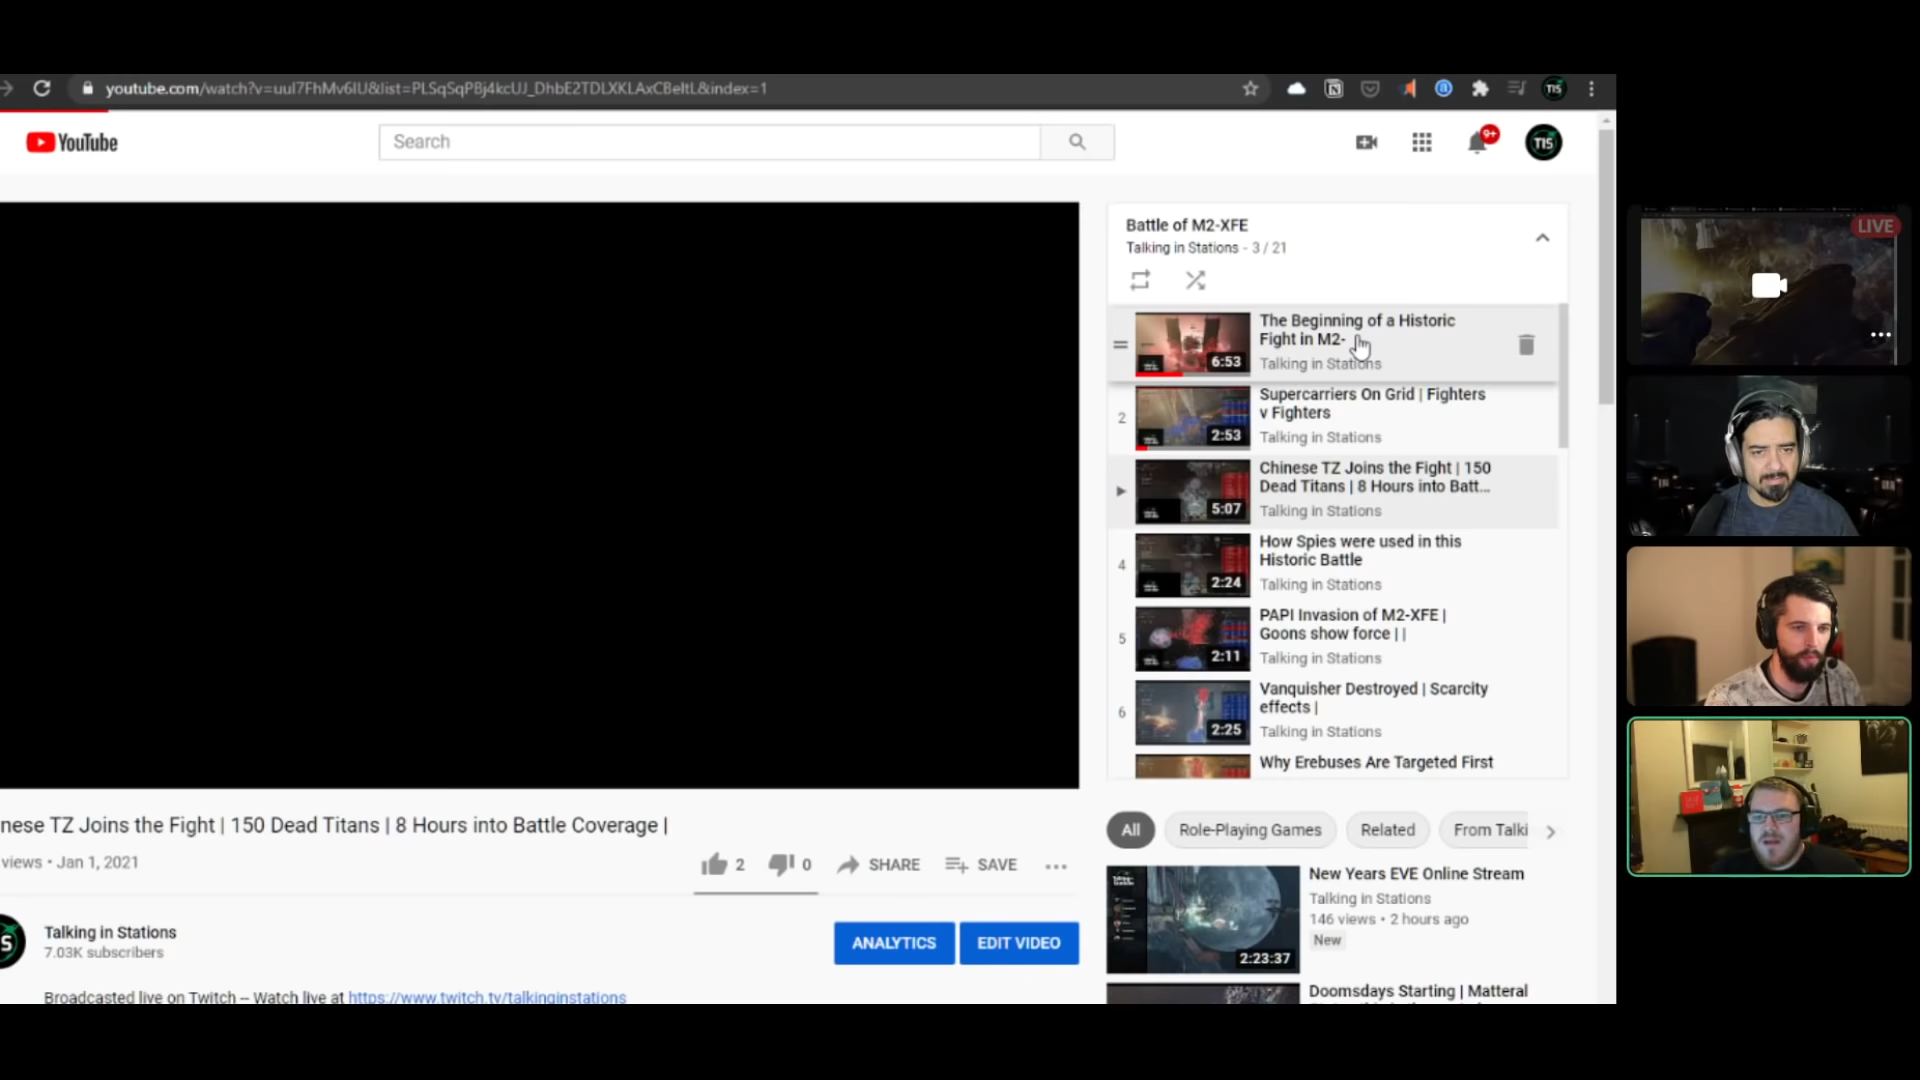 youtube.com/watch?v=uuI7FhMv6IU&list=PLSqSqPBj4kcUJ_DhbE2TDLXKLAxCBeltL&index=1
TIS
YouTube
Search
9+
TIS
Battle of M2-XFE
Talking in Stations - 3 / 21
The Beginning of a Historic
Fight in M2-
Talking in Stations
6:53
2
Supercarriers On Grid | Fighters
v Fighters
Talking in Stations
2:53
Chinese TZ Joins the Fight | 150
Dead Titans | 8 Hours into Batt...
Talking in Stations
5:07
4
How Spies were used in this
Historic Battle
Talking in Stations
2:24
5
PAPI Invasion of M2-XFE |
Goons show force | |
Talking in Stations
2:11
6
Vanquisher Destroyed | Scarcity
effects |
Talking in Stations
2:25
Why Erebuses Are Targeted First
nese TZ Joins the Fight | 150 Dead Titans | 8 Hours into Battle Coverage |
views • Jan 1, 2021
2
0
SHARE
SAVE
Talking in Stations
7.03K subscribers
ANALYTICS
EDIT VIDEO
Broadcasted live on Twitch -- Watch live at https://www.twitch.tv/talkinginstations
All
Role-Playing Games
Related
From Talki
New Years EVE Online Stream
Talking in Stations
146 views • 2 hours ago
New
2:23:37
Doomsdays Starting | Matteral
LIVE